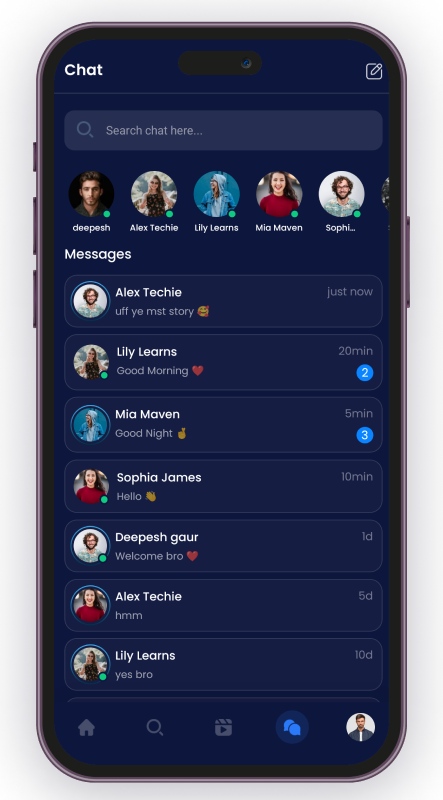 Chat
Search chat here...
deepesh Alex Techie Lily Learns Mia Maven Sophi...
Messages
Alex Techie just now
uff ye mst story 🥰
Lily Learns 20min
Good Morning ❤️ 2
Mia Maven 5min
Good Night 🤞 3
Sophia James 10min
Hello 👋
Deepesh gaur 1d
Welcome bro ❤️
Alex Techie 5d
hmm
Lily Learns 10d
yes bro